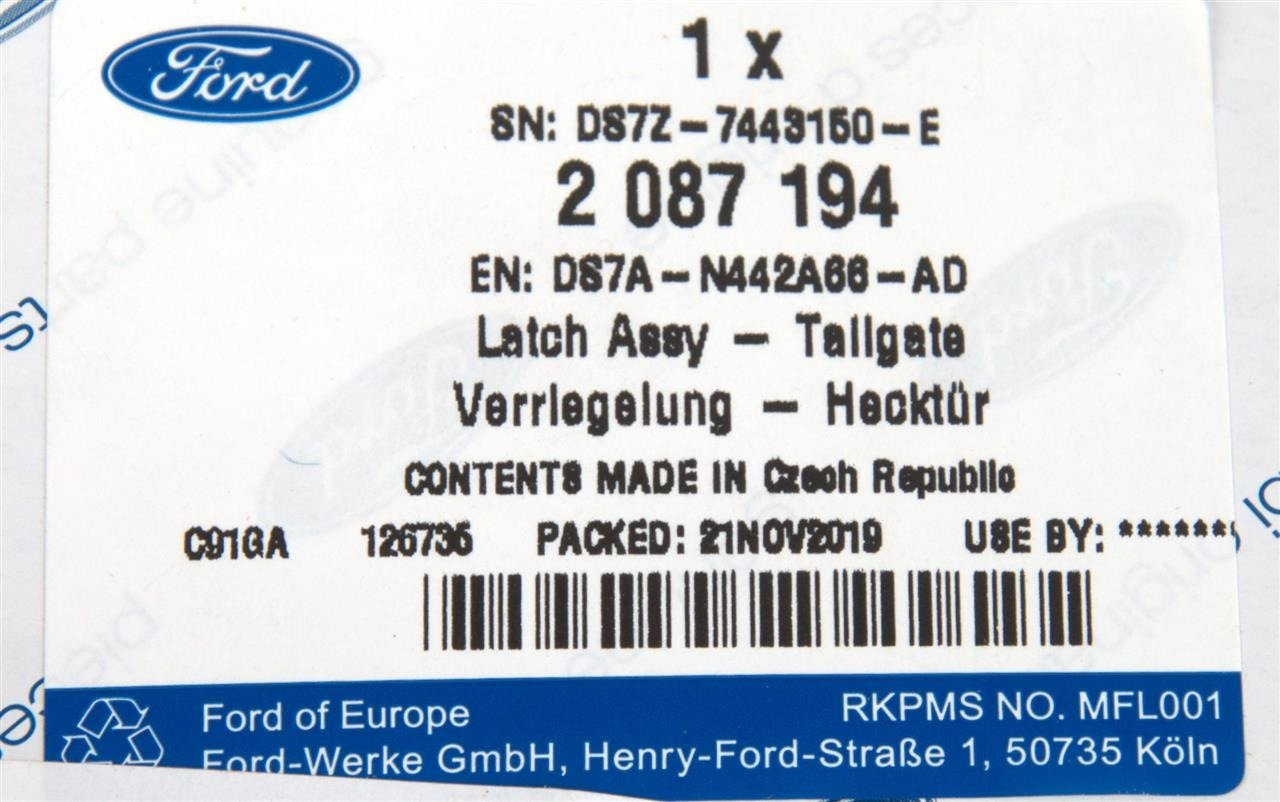 Ford
1 x
SN: DS7Z-7443150-E
2 087 194
EN: DS7A-N442A66-AD
Latch Assy - Tailgate
Verriegelung - Hecktür
CONTENTS MADE IN Czech Republic
C91GA 126735 PACKED: 21NOV2019 USE BY: ******
Ford of Europe
RKPMS NO. MFL001
Ford-Werke GmbH, Henry-Ford-Straße 1, 50735 Köln